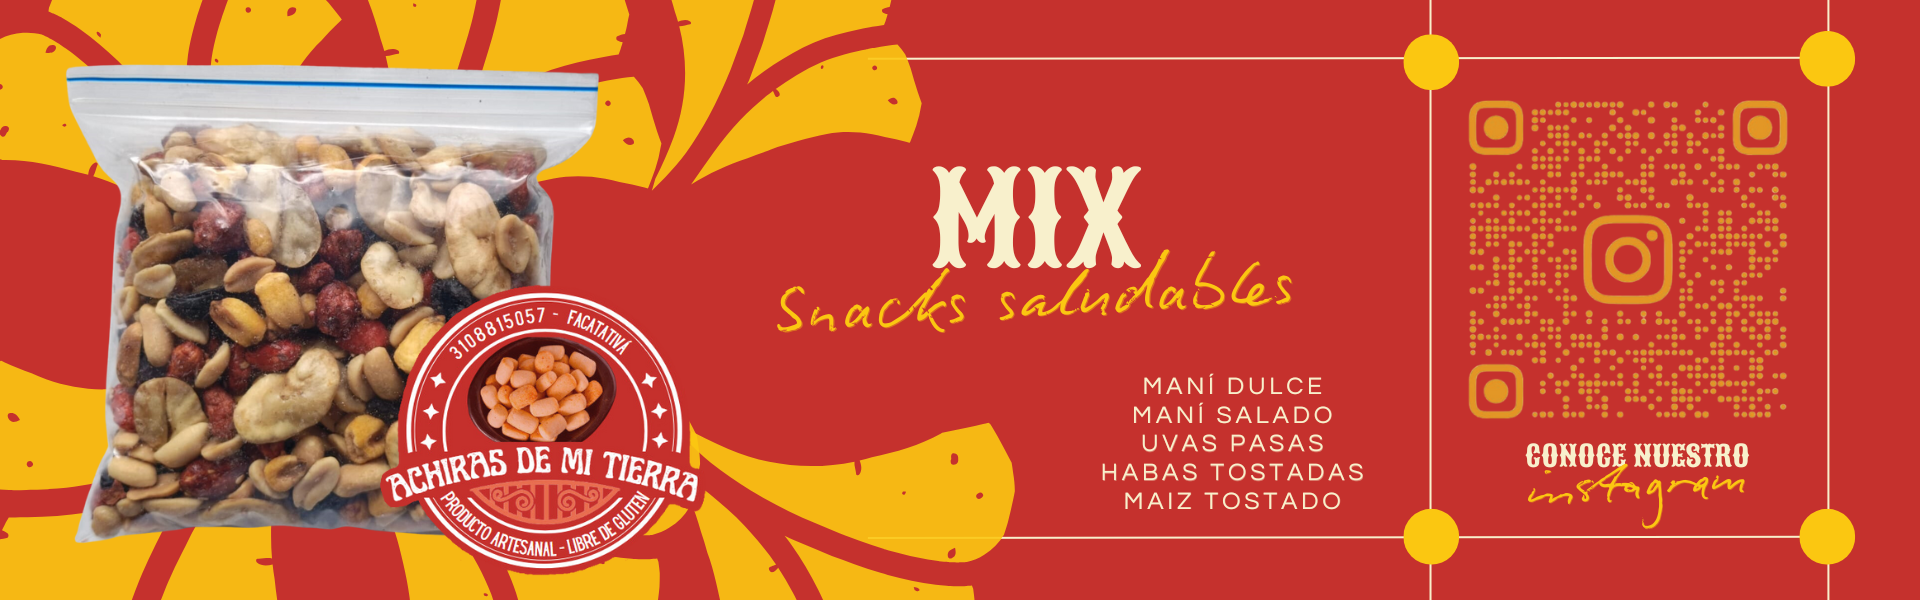 MIX
Snacks saludables
MANÍ DULCE
MANÍ SALADO
UVAS PASAS
HABAS TOSTADAS
MAIZ TOSTADO
3108815057 - FACATATIVA
ACHIRAS DE MI TIERRA
PRODUCTO ARTESANAL - LIBRE DE GLUTEN
CONOCE NUESTRO
instagram